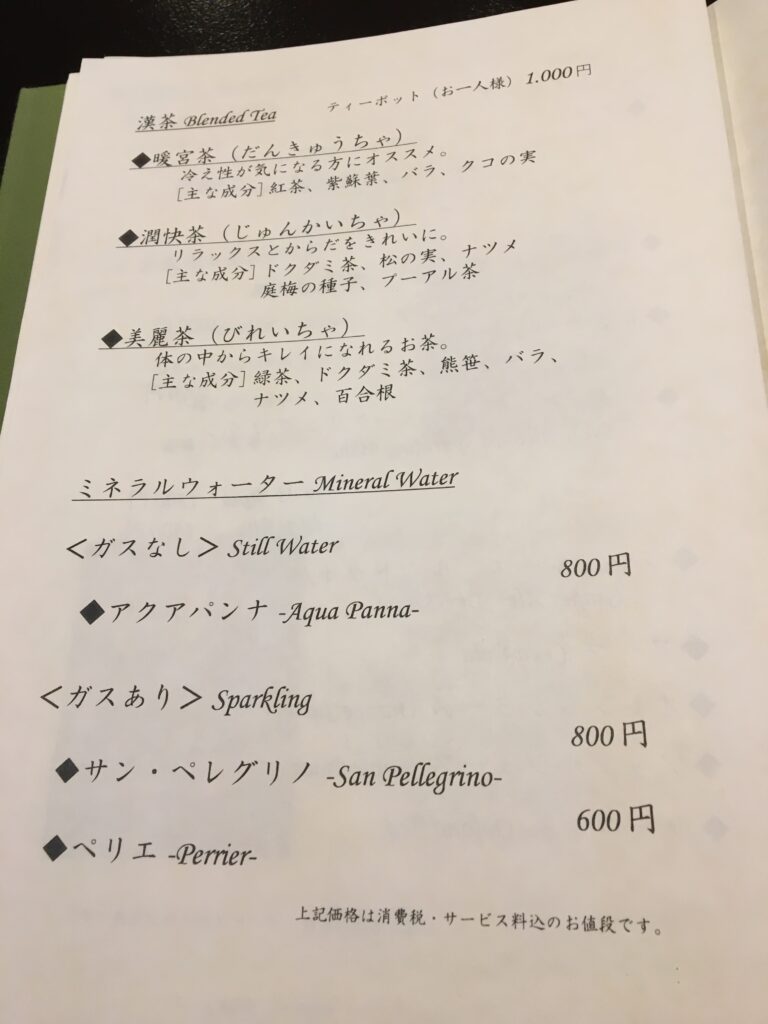 漢茶 Blended Tea ティーポット（お一人様）1.000円
◆暖宮茶（だんきゅうちゃ）
冷え性が気になる方にオススメ。
[主な成分] 紅茶、紫蘇葉、バラ、クコの実
◆潤快茶（じゅんかいちゃ）
リラックスとからだをきれいに。
[主な成分] ドクダミ茶、松の実、ナツメ
庭梅の種子、プーアル茶
◆美麗茶（びれいちゃ）
体の中からキレイになれるお茶。
[主な成分] 緑茶、ドクダミ茶、熊笹、バラ、
ナツメ、百合根
ミネラルウォーター Mineral Water
＜ガスなし＞ Still Water
800円
◆アクアパンナ -Aqua Panna-
＜ガスあり＞ Sparkling
800円
◆サン・ペレグリノ -San Pellegrino-
600円
◆ペリエ -Perrier-
上記価格は消費税・サービス料込のお値段です。